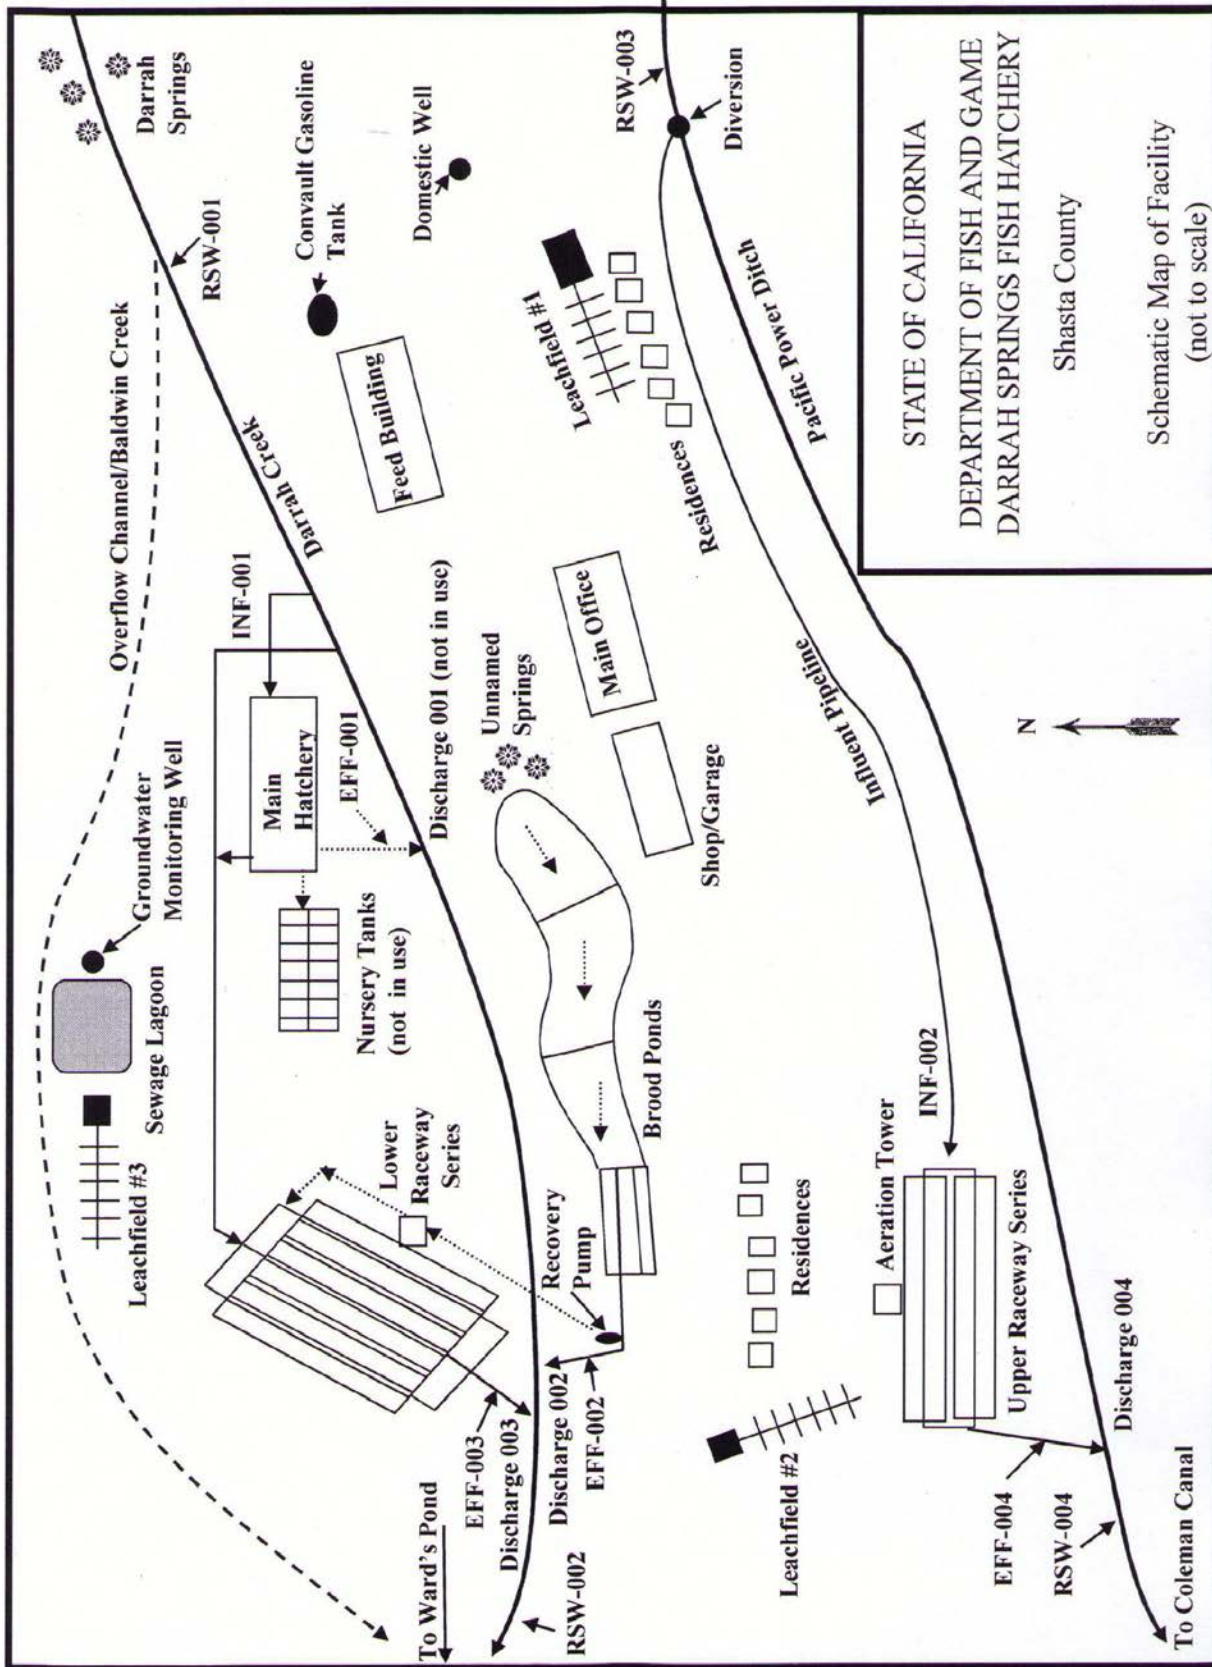 Darrah
Springs
RSW-001
Overflow Channel/Baldwin Creek
Convault Gasoline
Tank
Domestic Well
RSW-003
Diversion
Feed Building
Leachfield #1
Residences
Pacific Power Ditch
Darrah Creek
INF-001
Main
Hatchery
EFF-001
Discharge 001 (not in use)
Unnamed
Springs
Main Office
Shop/Garage
Influent Pipeline
Groundwater
Monitoring Well
Sewage Lagoon
Leachfield #3
Nursery Tanks
(not in use)
Lower
Raceway
Series
Brood Ponds
Recovery
Pump
INF-002
Aeration Tower
Upper Raceway Series
Residences
Leachfield #2
To Ward's Pond
EFF-003
Discharge 003
Discharge 002
EFF-002
RSW-002
EFF-004
RSW-004
Discharge 004
To Coleman Canal
N
STATE OF CALIFORNIA
DEPARTMENT OF FISH AND GAME
DARRAH SPRINGS FISH HATCHERY
Shasta County
Schematic Map of Facility
(not to scale)